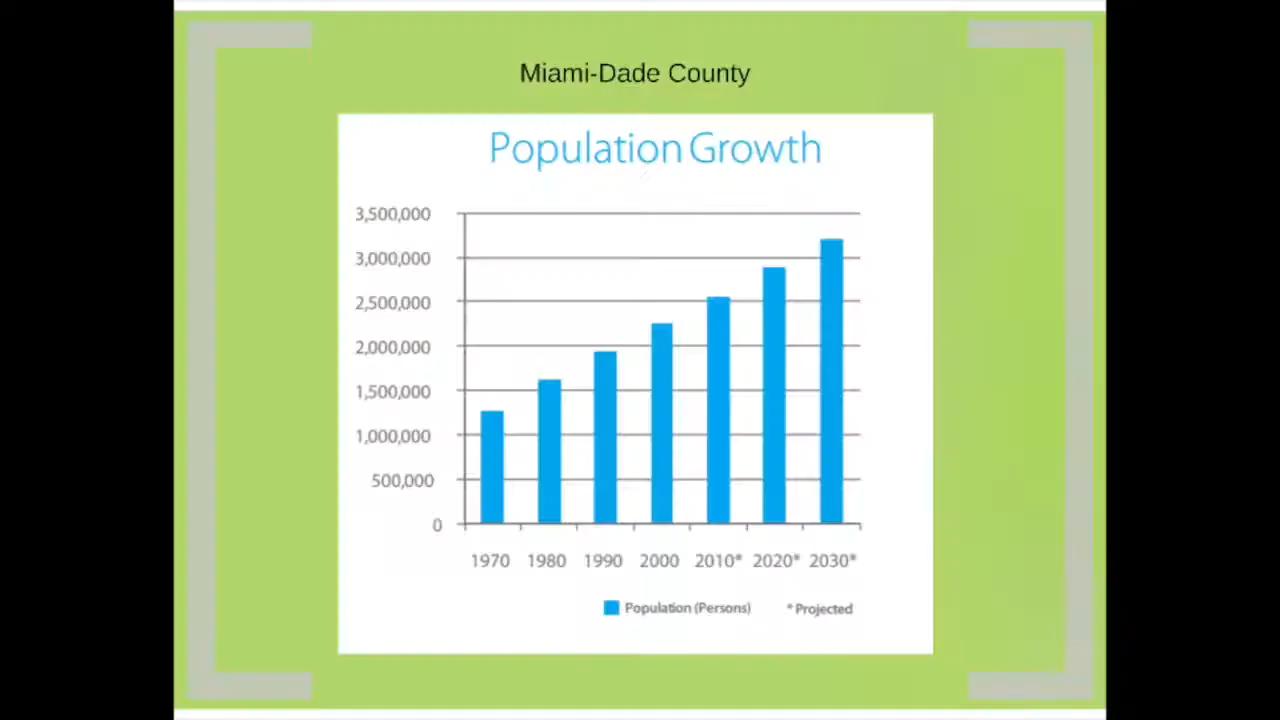 Miami-Dade County
Population Growth
3,500,000
3,000,000
2,500,000
2,000,000
1,500,000
1,000,000
500,000
0
1970 1980 1990 2000 2010* 2020* 2030*
Population (Persons) * Projected